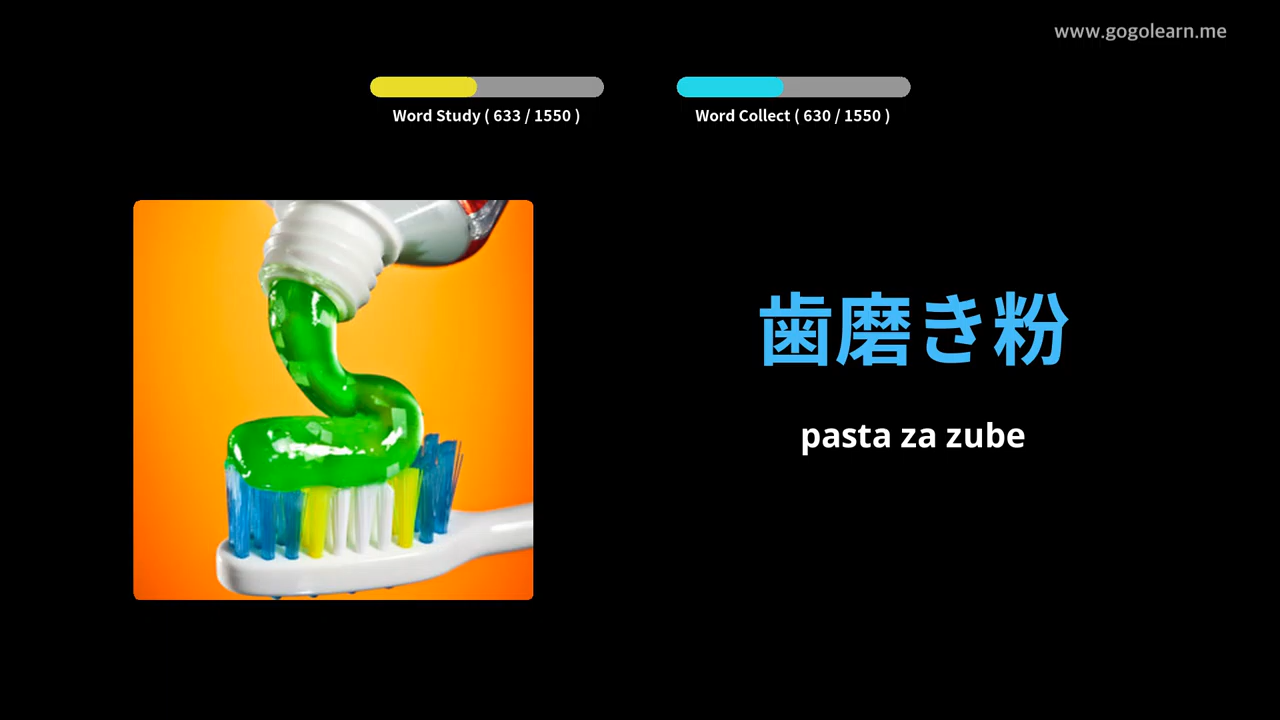 www.gogolearn.me
Word Study ( 633 / 1550 )
Word Collect ( 630 / 1550 )
歯磨き粉
pasta za zube